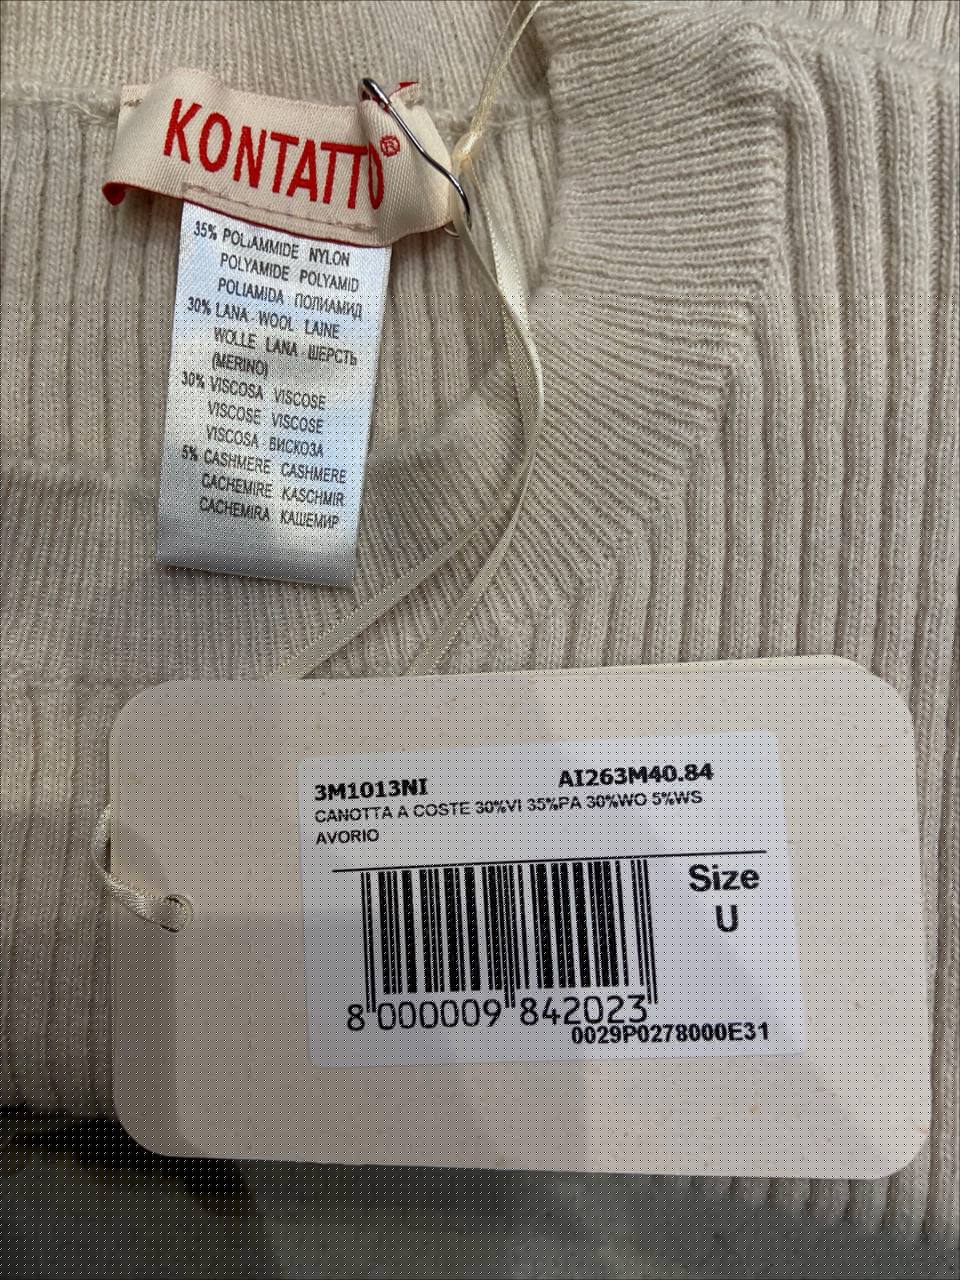 KONTATTO®
35% POLIAMMIDE NYLON
POLYAMIDE POLYAMID
POLIAMIDA ПОЛИАМИД
30% LANA WOOL LAINE
WOLLE LANA ШЕРСТЬ
(MERINO)
30% VISCOSA VISCOSE
VISCOSE VISCOSE
VISCOSA ВИСКОЗА
5% CASHMERE CASHMERE
CACHEMIRE KASCHMIR
CACHEMIRA КАШЕМИР
3M1013NI AI263M40.84
CANOTTA A COSTE 30%VI 35%PA 30%WO 5%WS
AVORIO
Size
U
8 000009 842023
0029P0278000E31